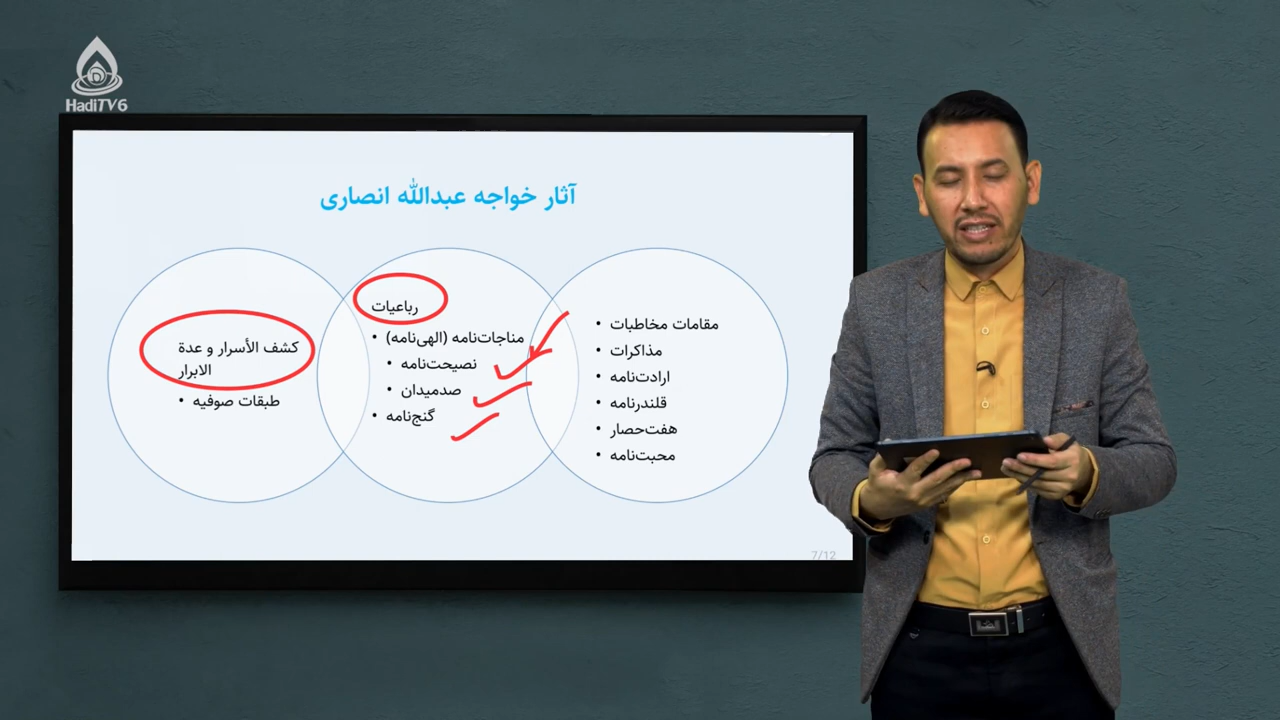 HadiTV6
آثار خواجه عبدالله انصاری
مقامات مخاطبات
مذاکرات
ارادت‌نامه
قلندرنامه
هفت‌حصار
محبت‌نامه
رباعیات
مناجات‌نامه (الهی‌نامه)
نصیحت‌نامه
صدمیدان
گنج‌نامه
کشف الأسرار و عدة
الابرار
طبقات صوفیه
7/12